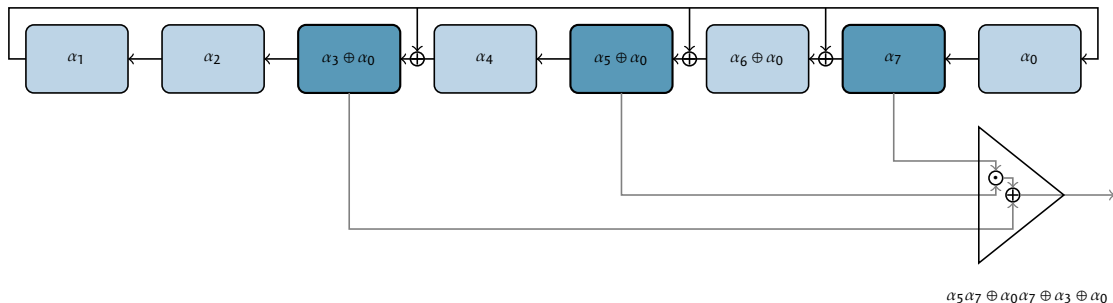 α₁ α₂ α₃ ⊕ α₀ α₄ α₅ ⊕ α₀ α₆ ⊕ α₀ α₇ α₀
α₅α₇ ⊕ α₀α₇ ⊕ α₃ ⊕ α₀